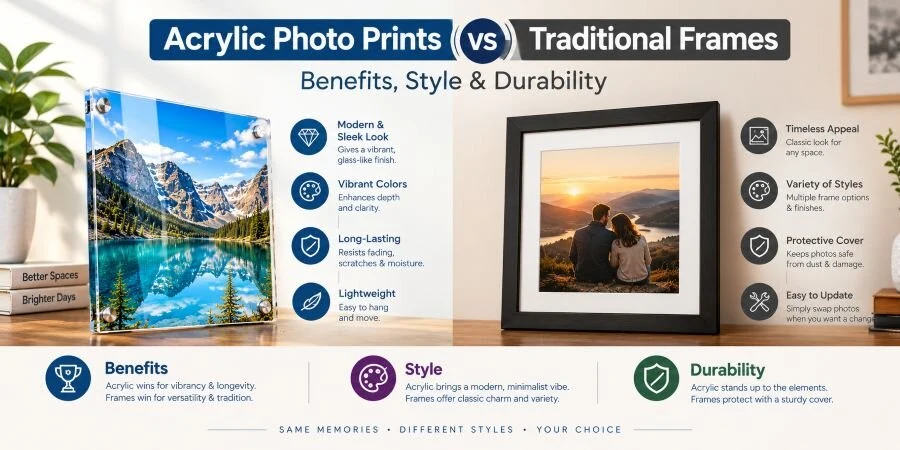 Acrylic Photo Prints VS Traditional Frames
Benefits, Style & Durability
Modern &
Sleek Look
Gives a vibrant,
glass-like finish.
Vibrant Colors
Enhances depth
and clarity.
Long-Lasting
Resists fading,
scratches & moisture.
Lightweight
Easy to hang
and move.
Timeless Appeal
Classic look for
any space.
Variety of Styles
Multiple frame options
& finishes.
Protective Cover
Keeps photos safe
from dust & damage.
Easy to Update
Simply swap photos
when you want a change
Better Spaces
Brighter Days
Benefits
Acrylic wins for vibrancy & longevity.
Frames win for versatility & tradition.
Style
Acrylic brings a modern, minimalist vibe.
Frames offer classic charm and variety.
Durability
Acrylic stands up to the elements.
Frames protect with a sturdy cover.
SAME MEMORIES • DIFFERENT STYLES • YOUR CHOICE